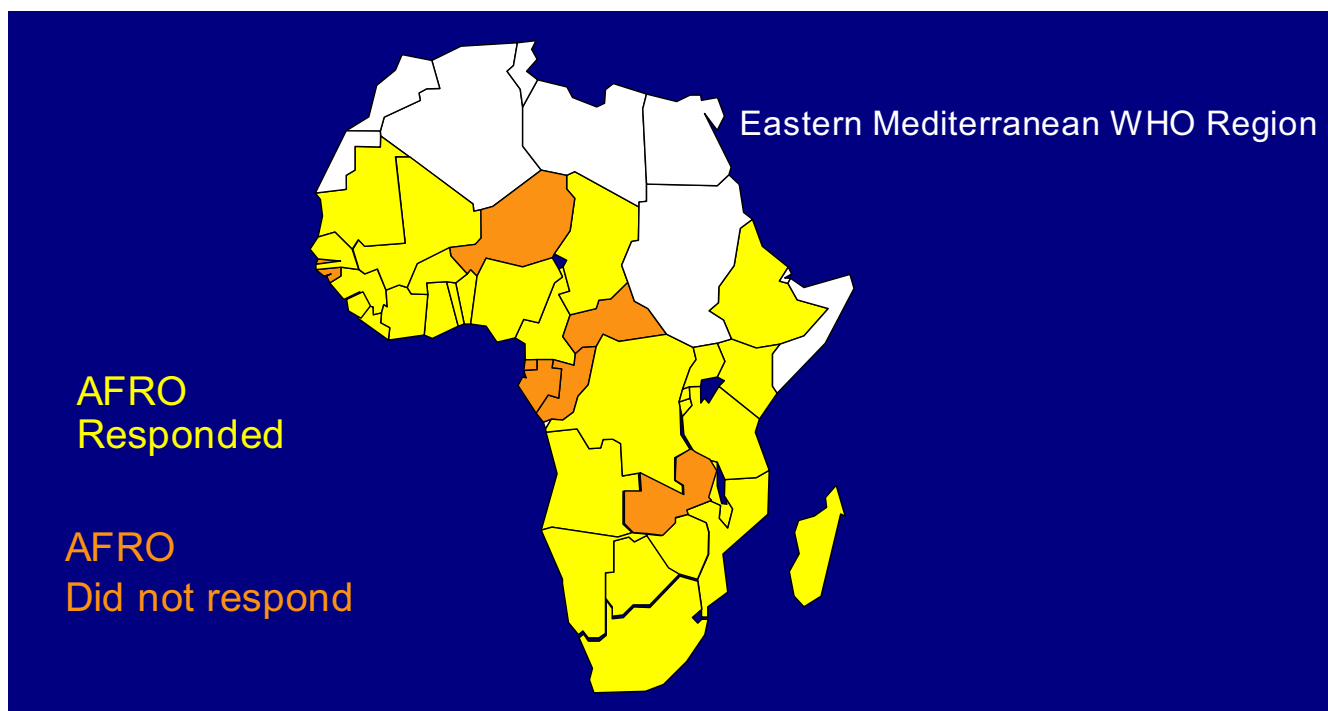 Eastern Mediterranean WHO Region
AFRO
Responded
AFRO
Did not respond